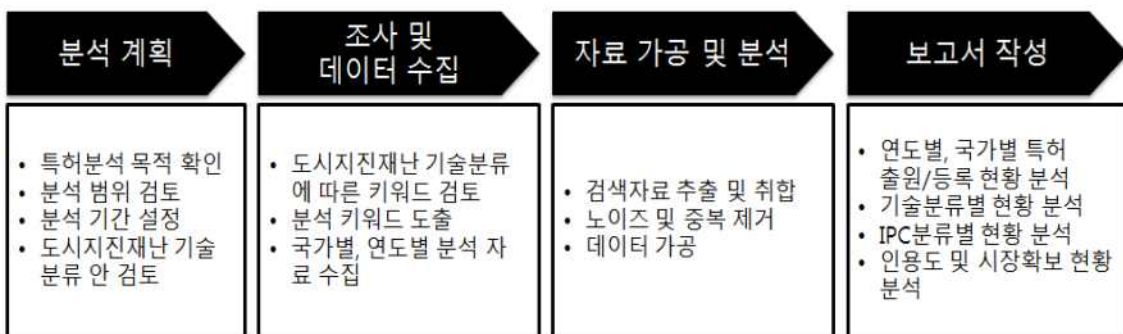 분석 계획
• 특허분석 목적 확인
• 분석 범위 검토
• 분석 기간 설정
• 도시지진재난 기술
분류 안 검토
조사 및
데이터 수집
• 도시지진재난 기술분류
에 따른 키워드 검토
• 분석 키워드 도출
• 국가별, 연도별 분석 자
료 수집
자료 가공 및 분석
• 검색자료 추출 및 취합
• 노이즈 및 중복 제거
• 데이터 가공
보고서 작성
• 연도별, 국가별 특허
출원/등록 현황 분석
• 기술분류별 현황 분석
• IPC분류별 현황 분석
• 인용도 및 시장확보 현황
분석